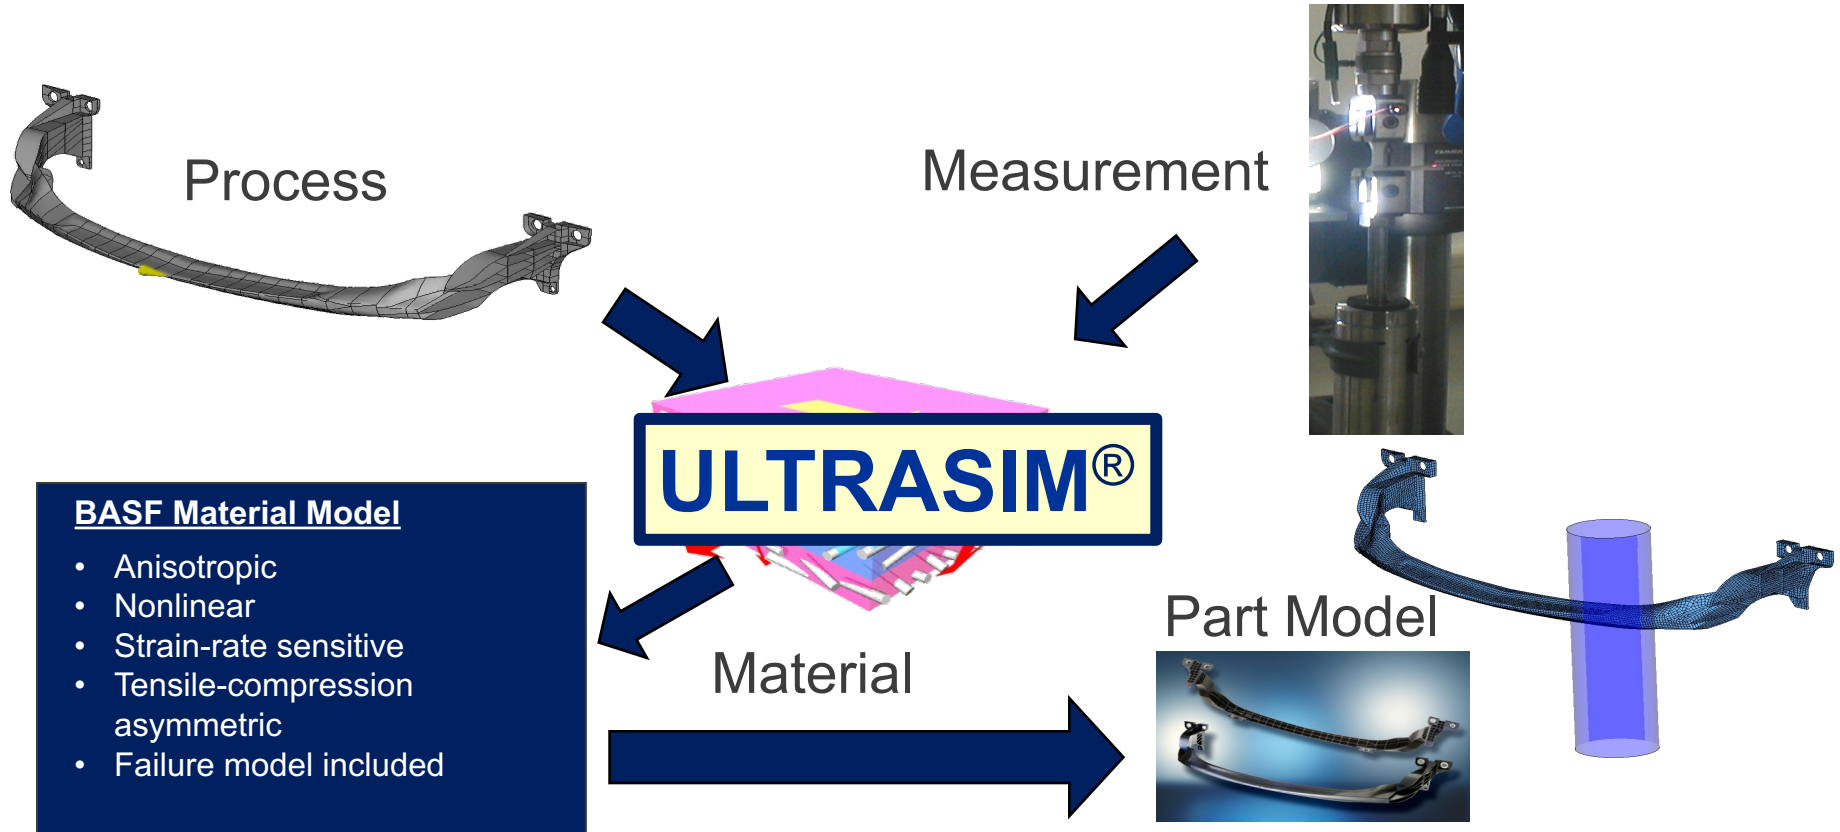 Process
Measurement
ULTRASIM®
BASF Material Model
• Anisotropic
• Nonlinear
• Strain-rate sensitive
• Tensile-compression
asymmetric
• Failure model included
Material
Part Model